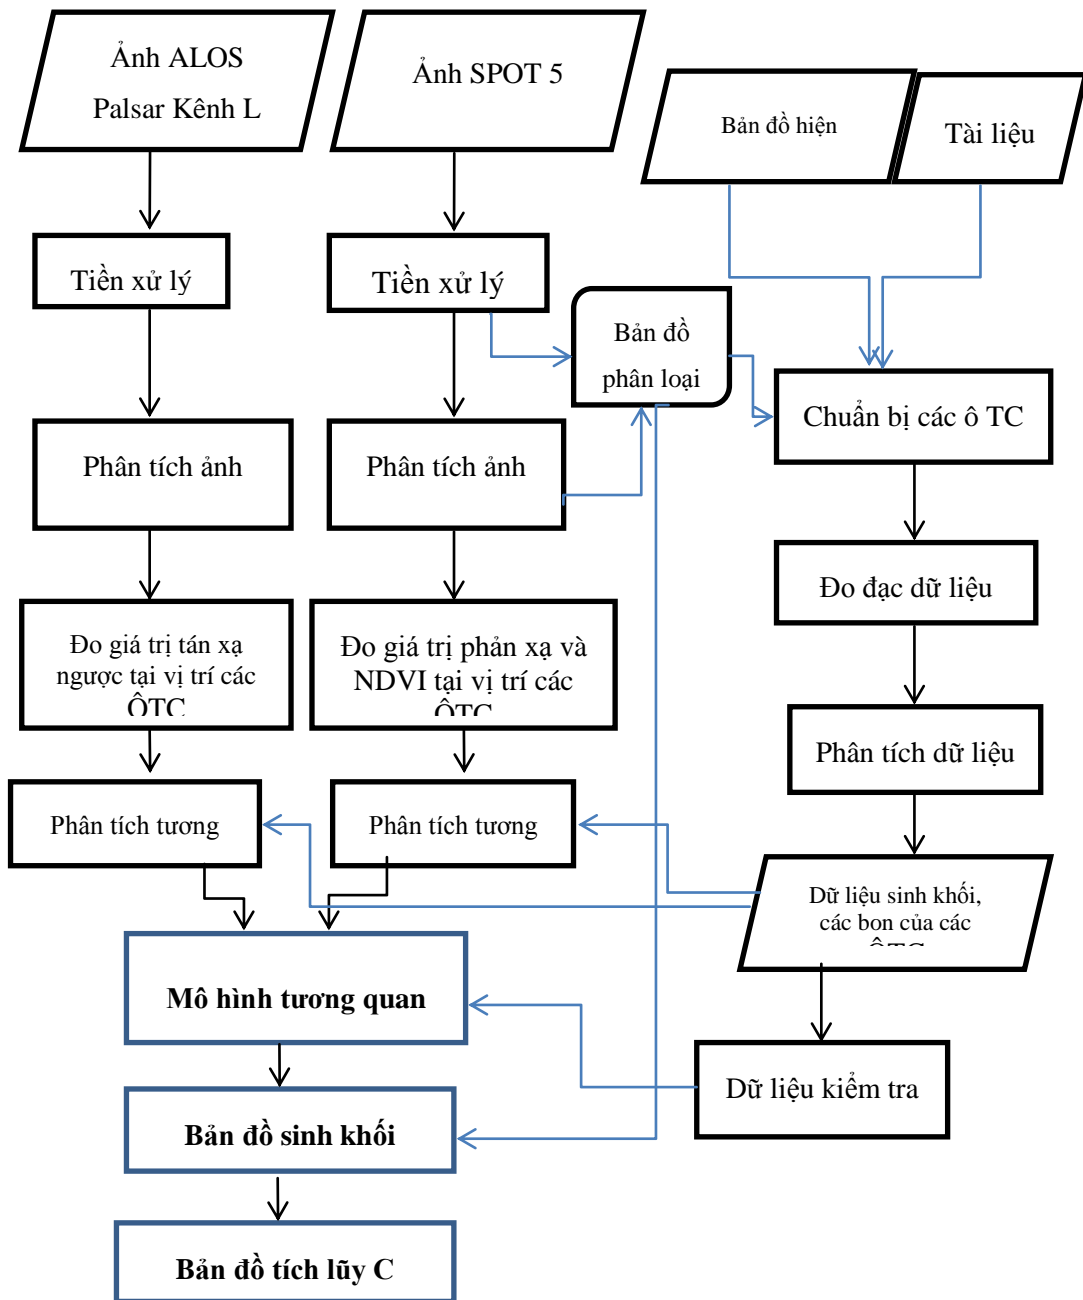 Ảnh ALOS
Palsar Kênh L
Ảnh SPOT 5
Bản đồ hiện
Tài liệu
Tiền xử lý
Tiền xử lý
Bản đồ
phân loại
Chuẩn bị các ô TC
Phân tích ảnh
Phân tích ảnh
Đo đạc dữ liệu
Đo giá trị tán xạ
ngược tại vị trí các
ÔTC
Đo giá trị phản xạ và
NDVI tại vị trí các
ÔTC
Phân tích dữ liệu
Phân tích tương
Phân tích tương
Dữ liệu sinh khối,
các bon của các
ÔTC
Mô hình tương quan
Dữ liệu kiểm tra
Bản đồ sinh khối
Bản đồ tích lũy C